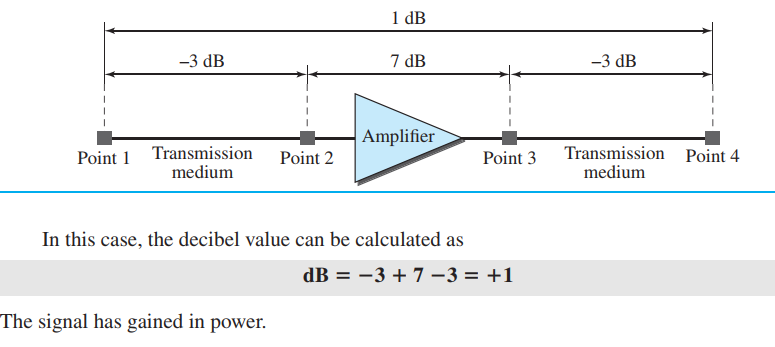 1 dB
–3 dB
7 dB
–3 dB
Amplifier
Point 1
Transmission
medium
Point 2
Point 3
Transmission
medium
Point 4
In this case, the decibel value can be calculated as
dB = –3 + 7 –3 = +1
The signal has gained in power.